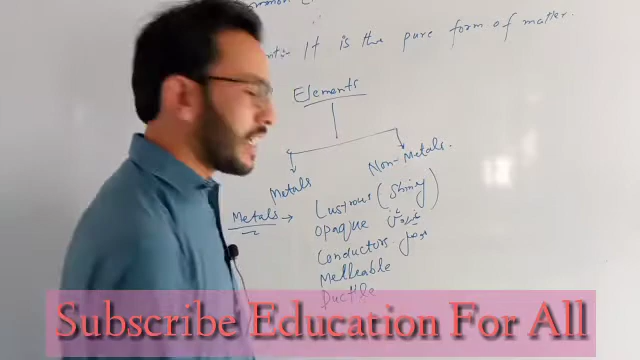 It is the pure form of matter.
Elements
Metals
Non-Metals.
Metals → Lustrous (Shiny)
Opaque
Conductors.
Melleable
Ductile
Subscribe Education For All